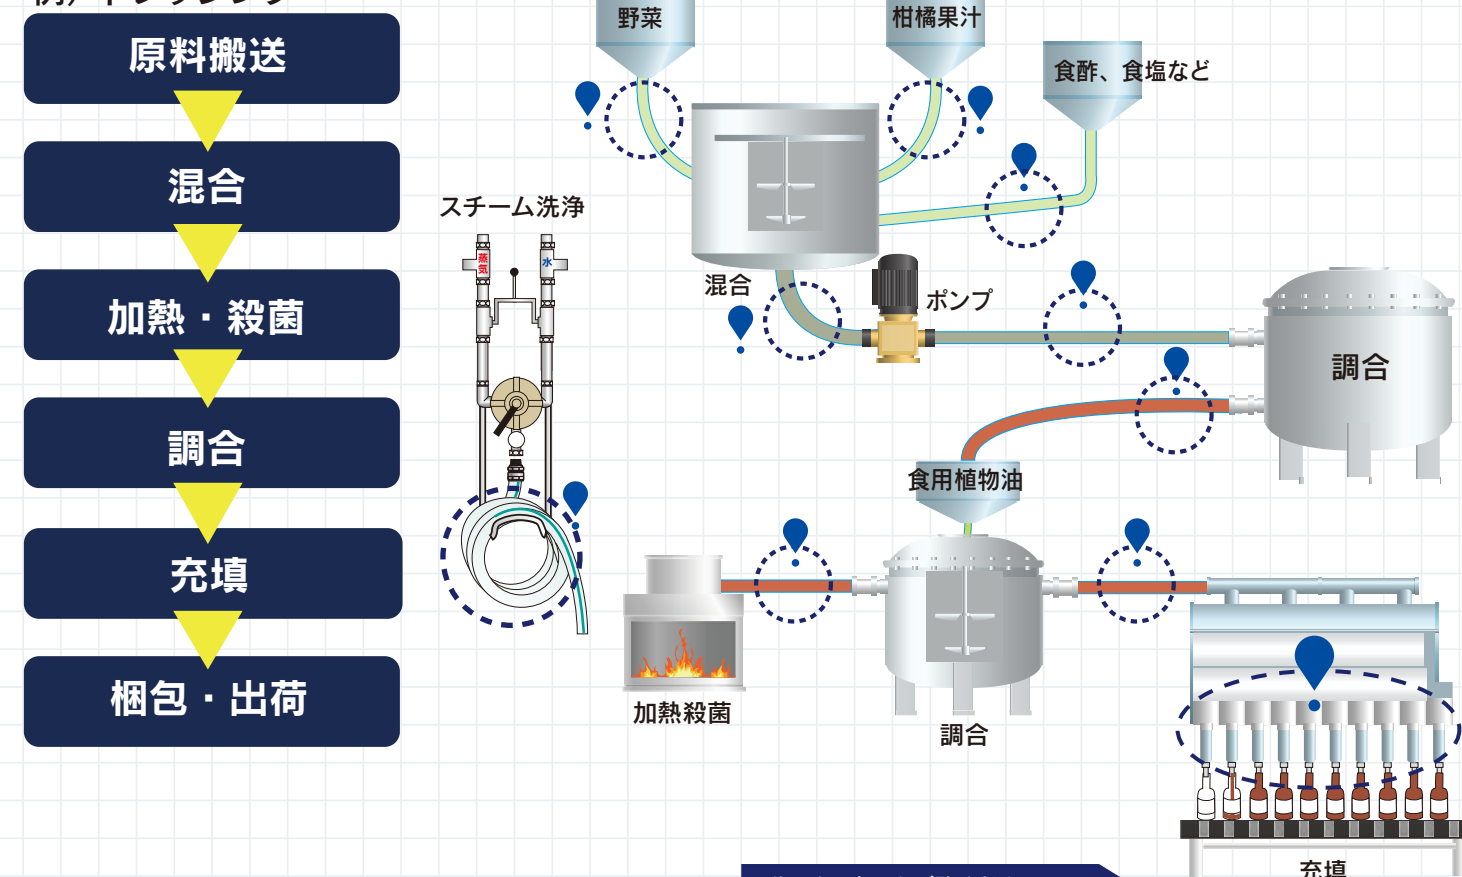 原料搬送
混合
加熱・殺菌
調合
充填
梱包・出荷
野菜
柑橘果汁
食酢、食塩など
スチーム洗浄
蒸気
水
混合
ポンプ
調合
食用植物油
加熱殺菌
調合
充填